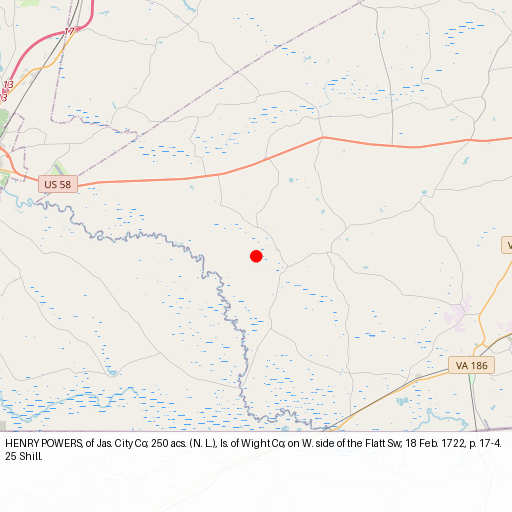 17
13
13
US 58
V
VA 186
HENRY POWERS, of Jas. City Co; 250 acs. (N. L.), Is. of Wight Co; on W. side of the Flatt Sw; 18 Feb. 1722, p. 17-4.
25 Shill.